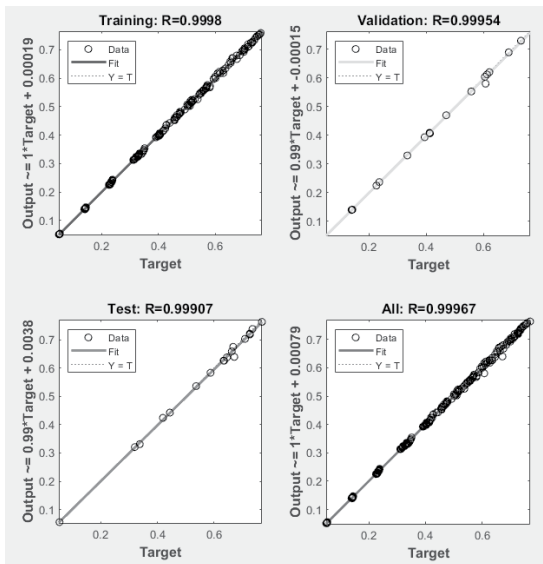 Training: R=0.9998
Output ~= 1*Target + 0.00019
0.7
0.6
0.5
0.4
0.3
0.2
0.1
Data
Fit
Y = T
0.2 0.4 0.6
Target
Validation: R=0.99954
Output ~= 0.99*Target + -0.00015
0.7
0.6
0.5
0.4
0.3
0.2
0.1
Data
Fit
Y = T
0.2 0.4 0.6
Target
Test: R=0.99907
Output ~= 0.99*Target + 0.0038
0.7
0.6
0.5
0.4
0.3
0.2
0.1
Data
Fit
Y = T
0.2 0.4 0.6
Target
All: R=0.99967
Output ~= 1*Target + 0.00079
0.7
0.6
0.5
0.4
0.3
0.2
0.1
Data
Fit
Y = T
0.2 0.4 0.6
Target